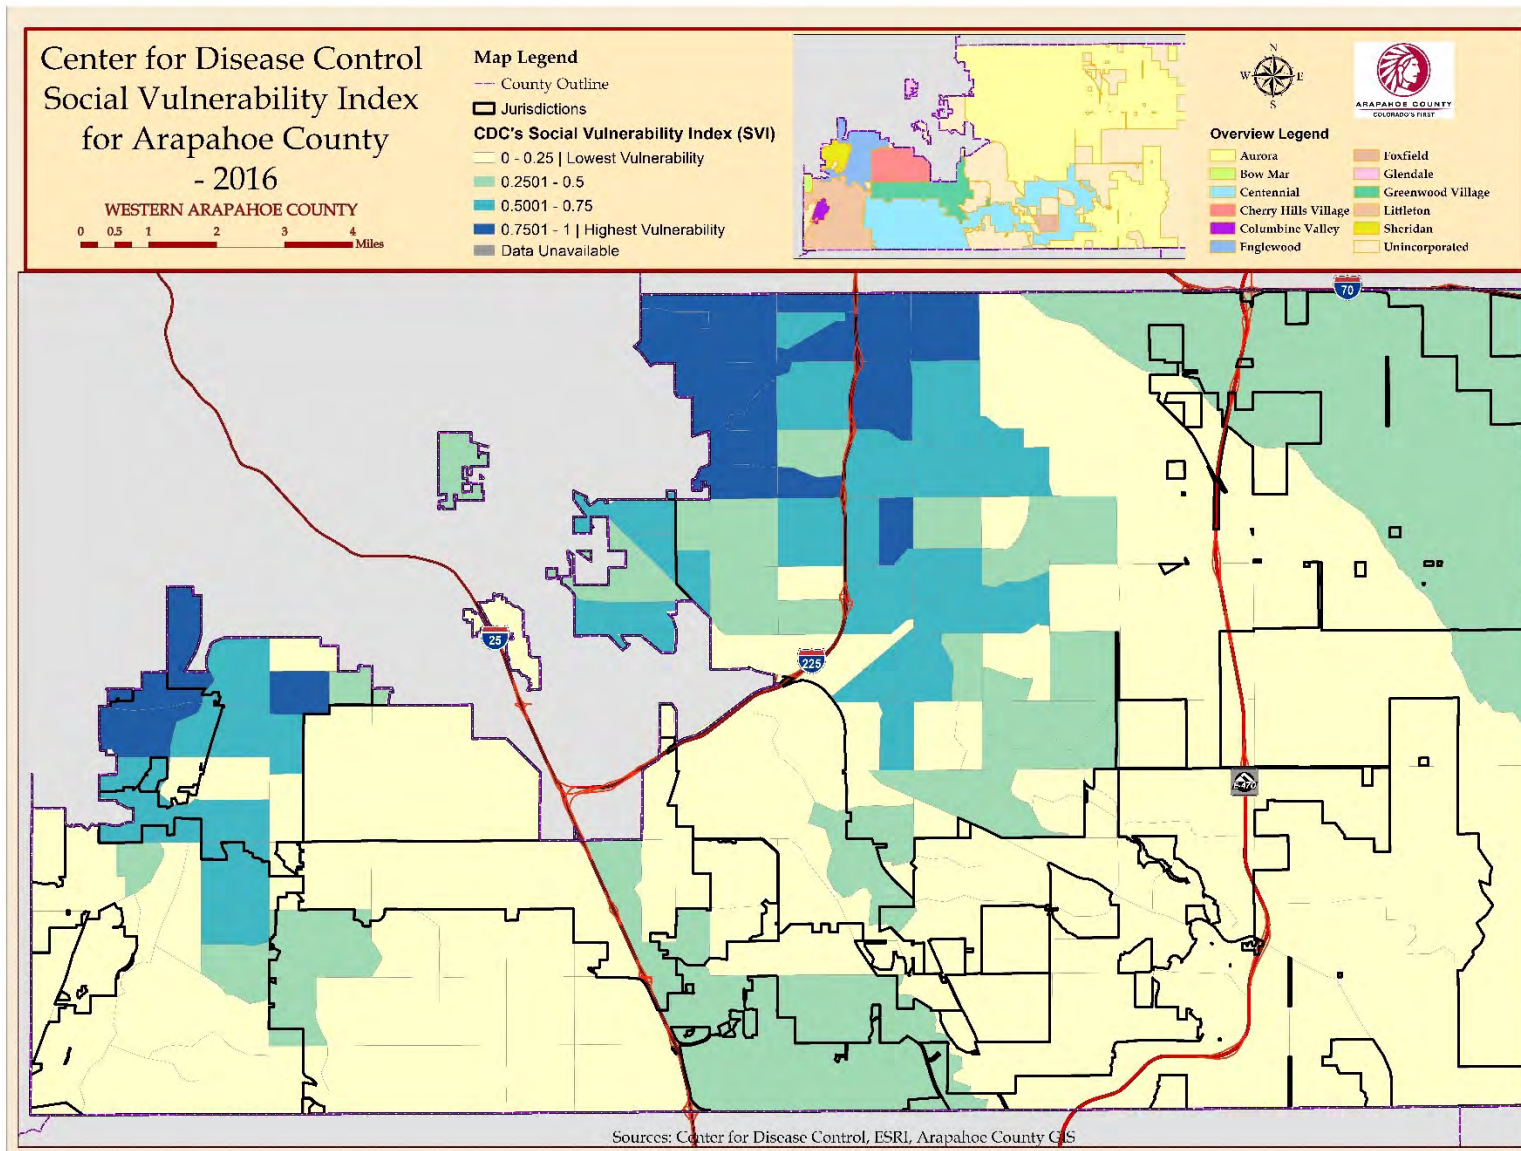 Center for Disease Control
Social Vulnerability Index
for Arapahoe County
- 2016
WESTERN ARAPAHOE COUNTY
0 0.5 1 2 3 4
Miles
Map Legend
County Outline
Jurisdictions
CDC's Social Vulnerability Index (SVI)
0 - 0.25 | Lowest Vulnerability
0.2501 - 0.5
0.5001 - 0.75
0.7501 - 1 | Highest Vulnerability
Data Unavailable
N
W E
S
ARAPAHOE COUNTY
COLORADO'S FIRST
Overview Legend
Aurora
Bow Mar
Centennial
Cherry Hills Village
Columbine Valley
Englewood
Foxfield
Glendale
Greenwood Village
Littleton
Sheridan
Unincorporated
70
25
225
E-470
Sources: Center for Disease Control, ESRI, Arapahoe County GIS